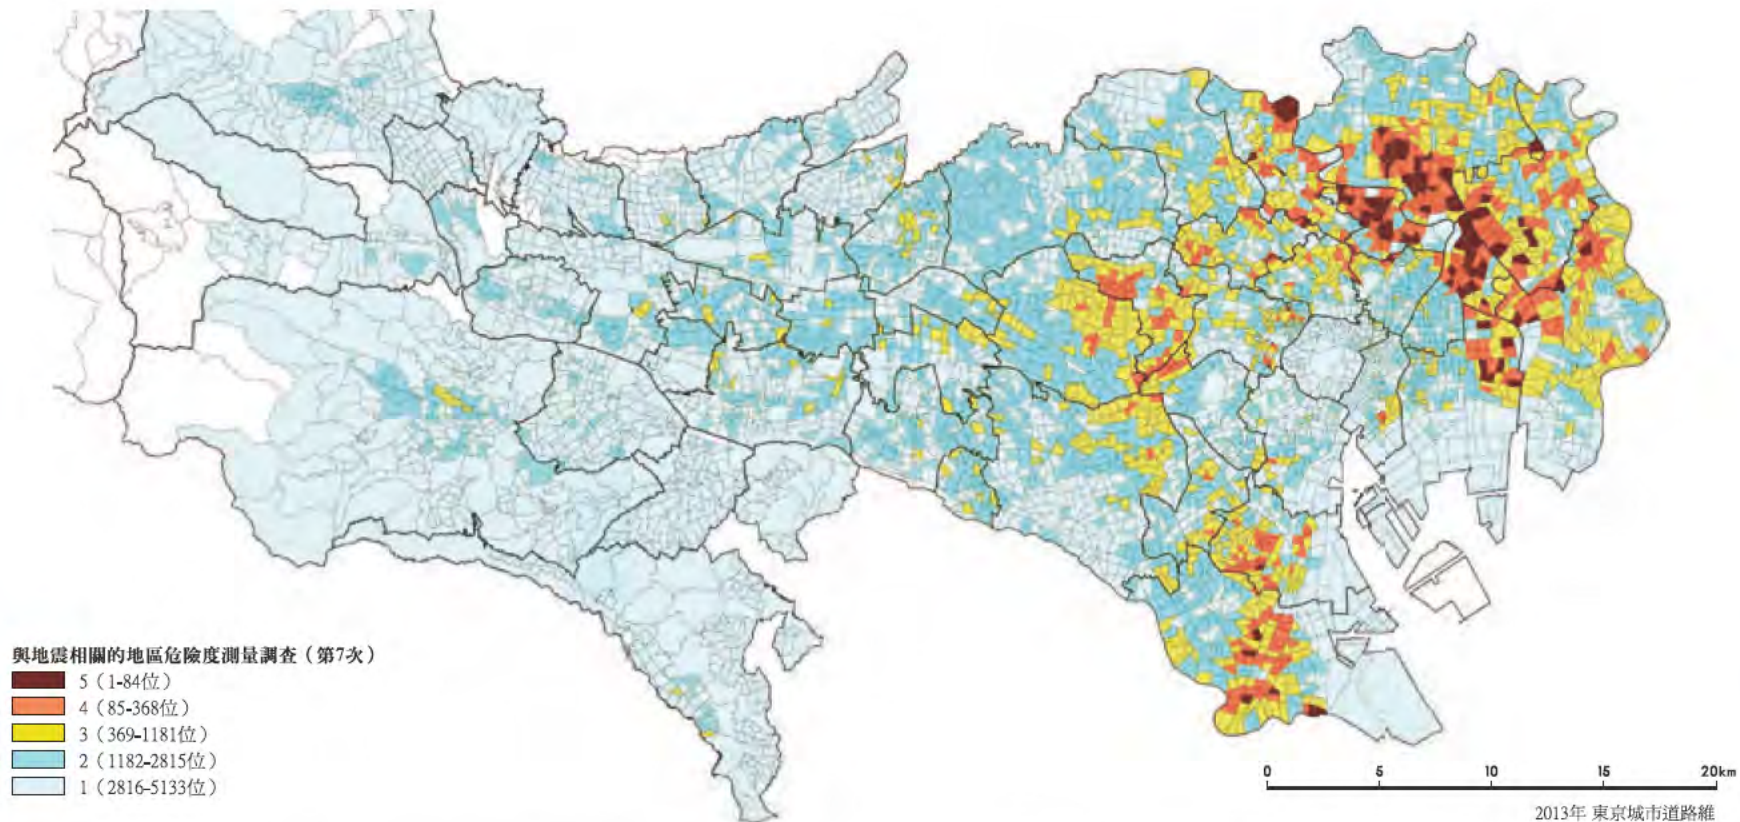 與地震相關的地區危險度測量調查（第7次）
5（1-84位）
4（85-368位）
3（369-1181位）
2（1182-2815位）
1（2816-5133位）
0 5 10 15 20km
2013年 東京城市道路維